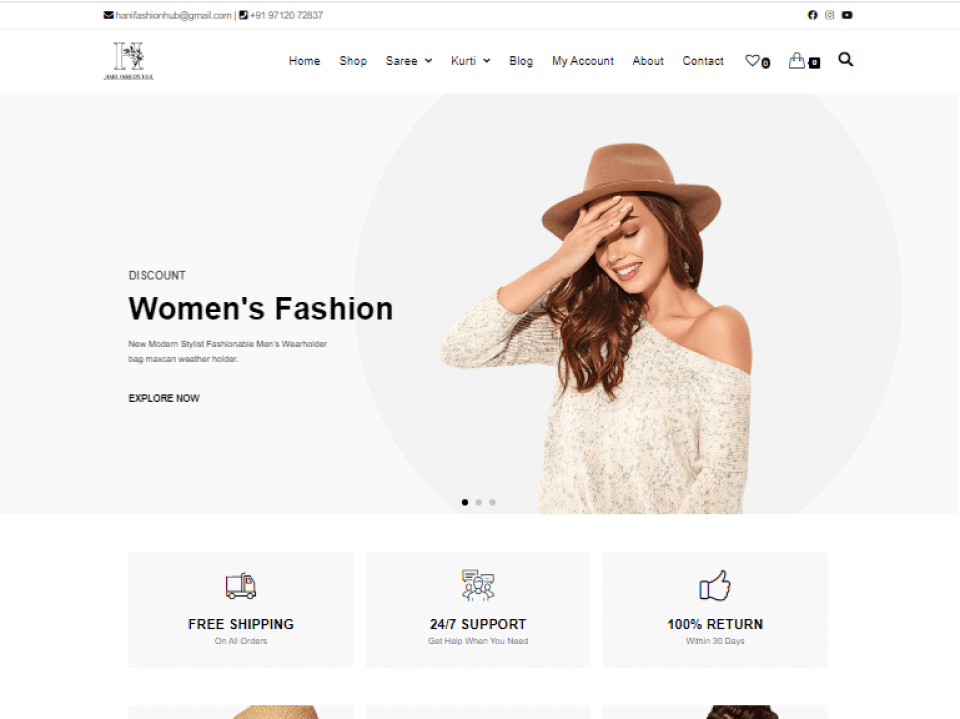 hanifashionhub@gmail.com | +91 97120 72837
HANI FASHION HUB
Home Shop Saree Kurti Blog My Account About Contact 0 0
DISCOUNT
Women's Fashion
New Modern Stylist Fashionable Men's Wearholder
bag maxcan weather holder.
EXPLORE NOW
FREE SHIPPING
On All Orders
24/7 SUPPORT
Get Help When You Need
100% RETURN
Within 30 Days